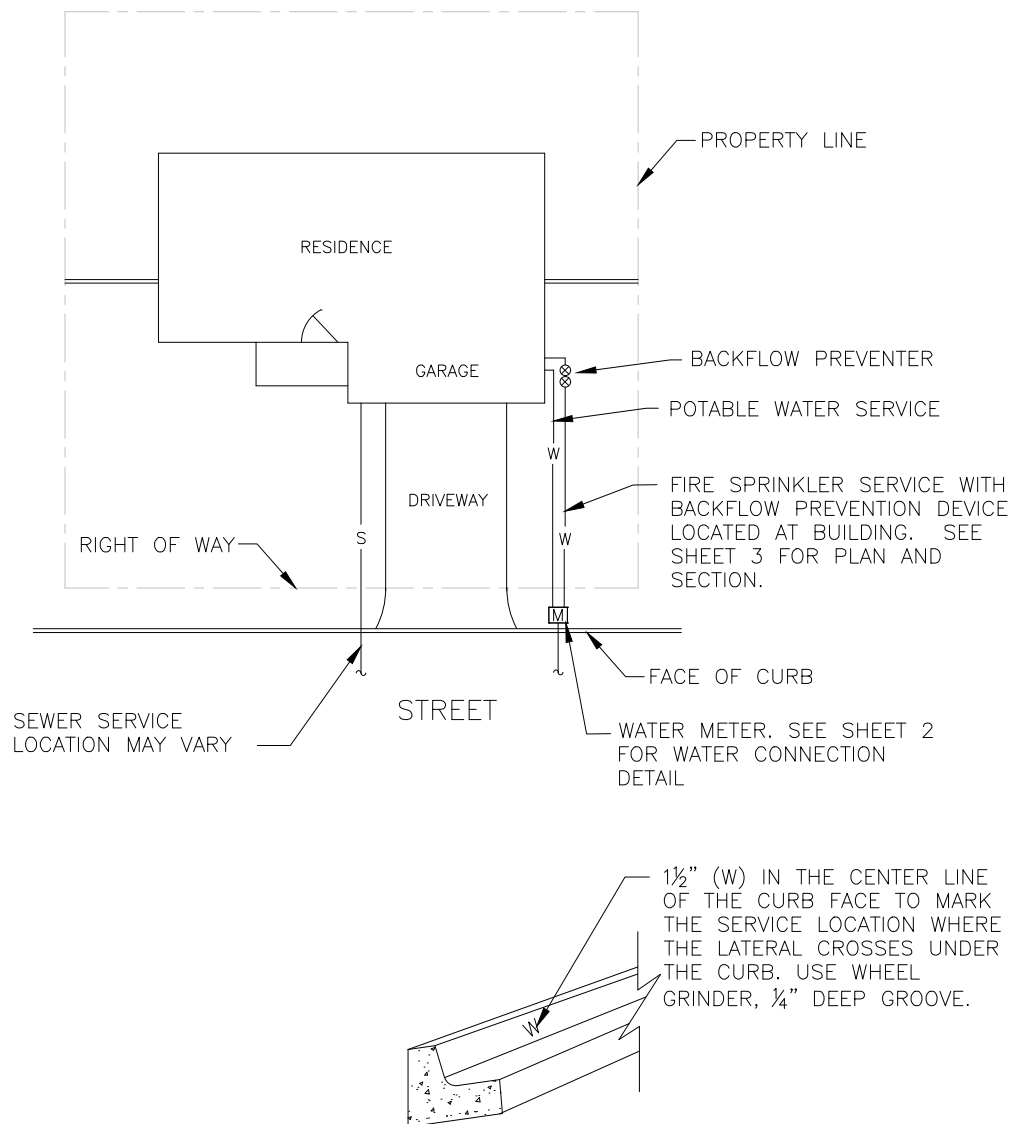 PROPERTY LINE
RESIDENCE
BACKFLOW PREVENTER
GARAGE
POTABLE WATER SERVICE
W
FIRE SPRINKLER SERVICE WITH
BACKFLOW PREVENTION DEVICE
LOCATED AT BUILDING. SEE
SHEET 3 FOR PLAN AND
SECTION.
DRIVEWAY
S
W
RIGHT OF WAY
M
FACE OF CURB
STREET
SEWER SERVICE
LOCATION MAY VARY
WATER METER. SEE SHEET 2
FOR WATER CONNECTION
DETAIL
1½" (W) IN THE CENTER LINE
OF THE CURB FACE TO MARK
THE SERVICE LOCATION WHERE
THE LATERAL CROSSES UNDER
THE CURB. USE WHEEL
GRINDER, ¼" DEEP GROOVE.
W